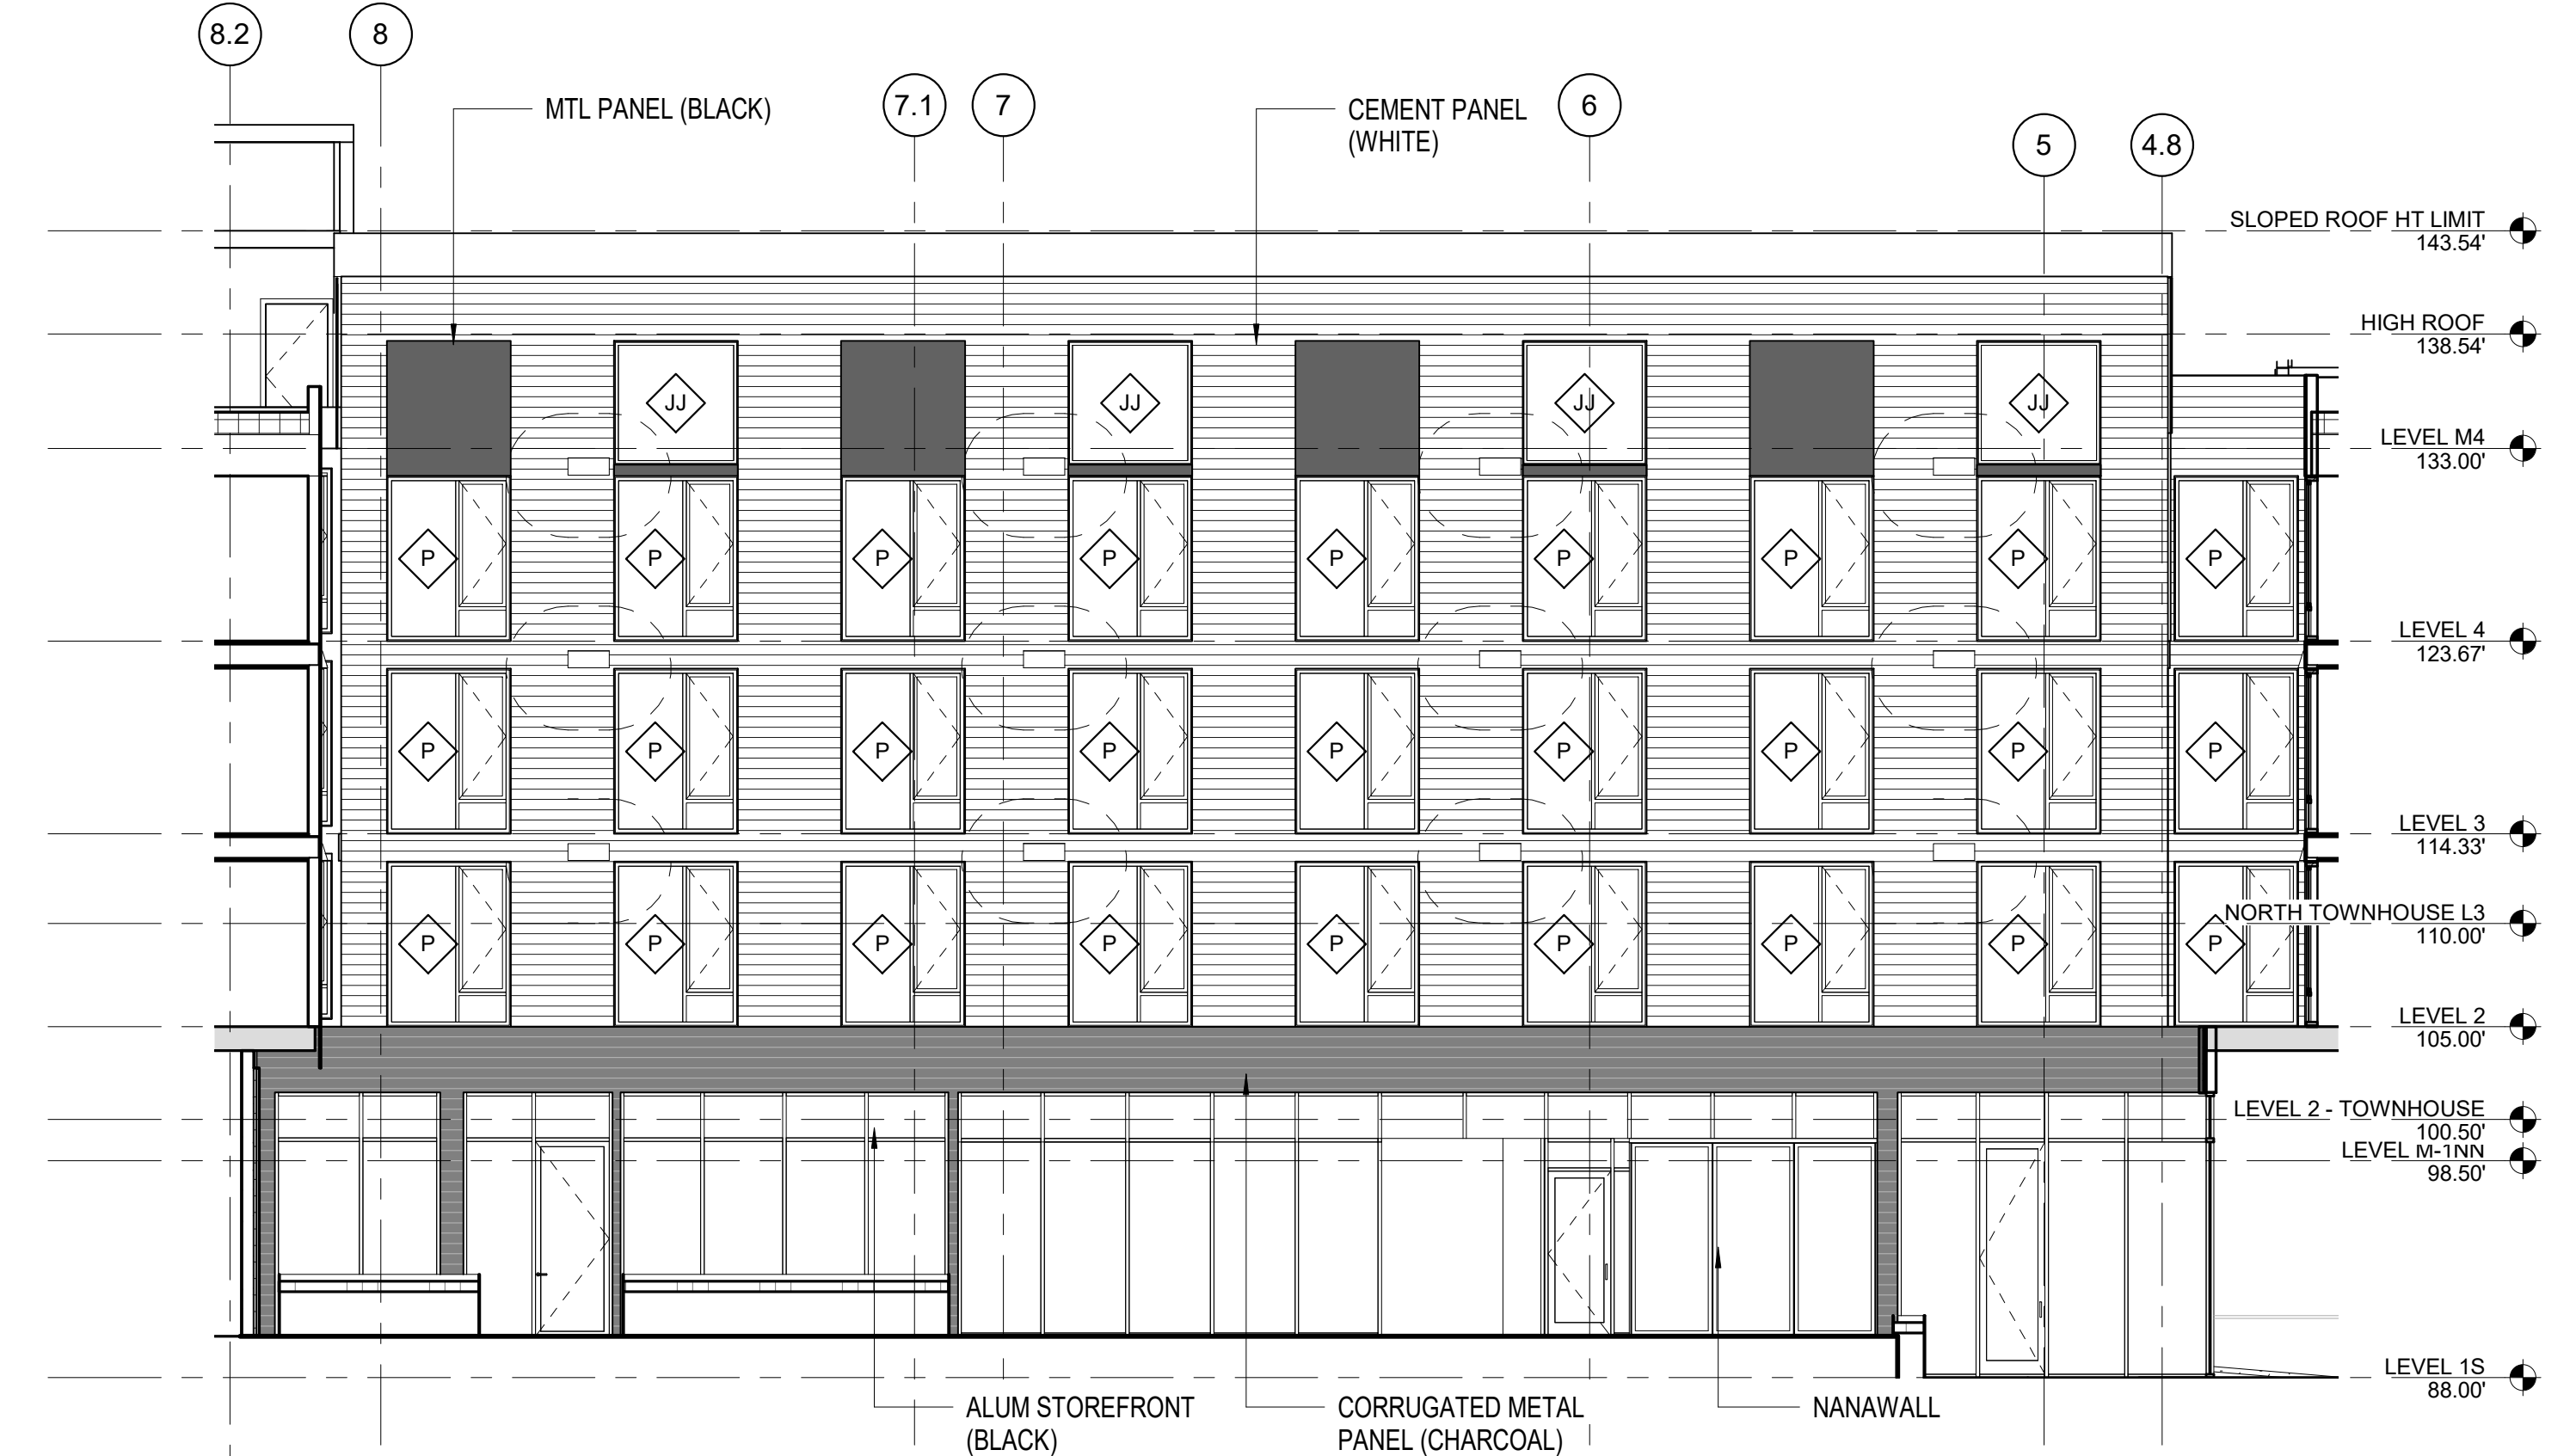 8.2
8
7.1
7
6
5
4.8
MTL PANEL (BLACK)
CEMENT PANEL
(WHITE)
SLOPED ROOF HT LIMIT
143.54'
HIGH ROOF
138.54'
JJ JJ JJ JJ
LEVEL M4
133.00'
P P P P P P P P P
LEVEL 4
123.67'
P P P P P P P P P
LEVEL 3
114.33'
P P P P P P P P P
NORTH TOWNHOUSE L3
110.00'
LEVEL 2
105.00'
LEVEL 2 - TOWNHOUSE
100.50'
LEVEL M-1NN
98.50'
LEVEL 1S
88.00'
ALUM STOREFRONT
(BLACK)
CORRUGATED METAL
PANEL (CHARCOAL)
NANAWALL